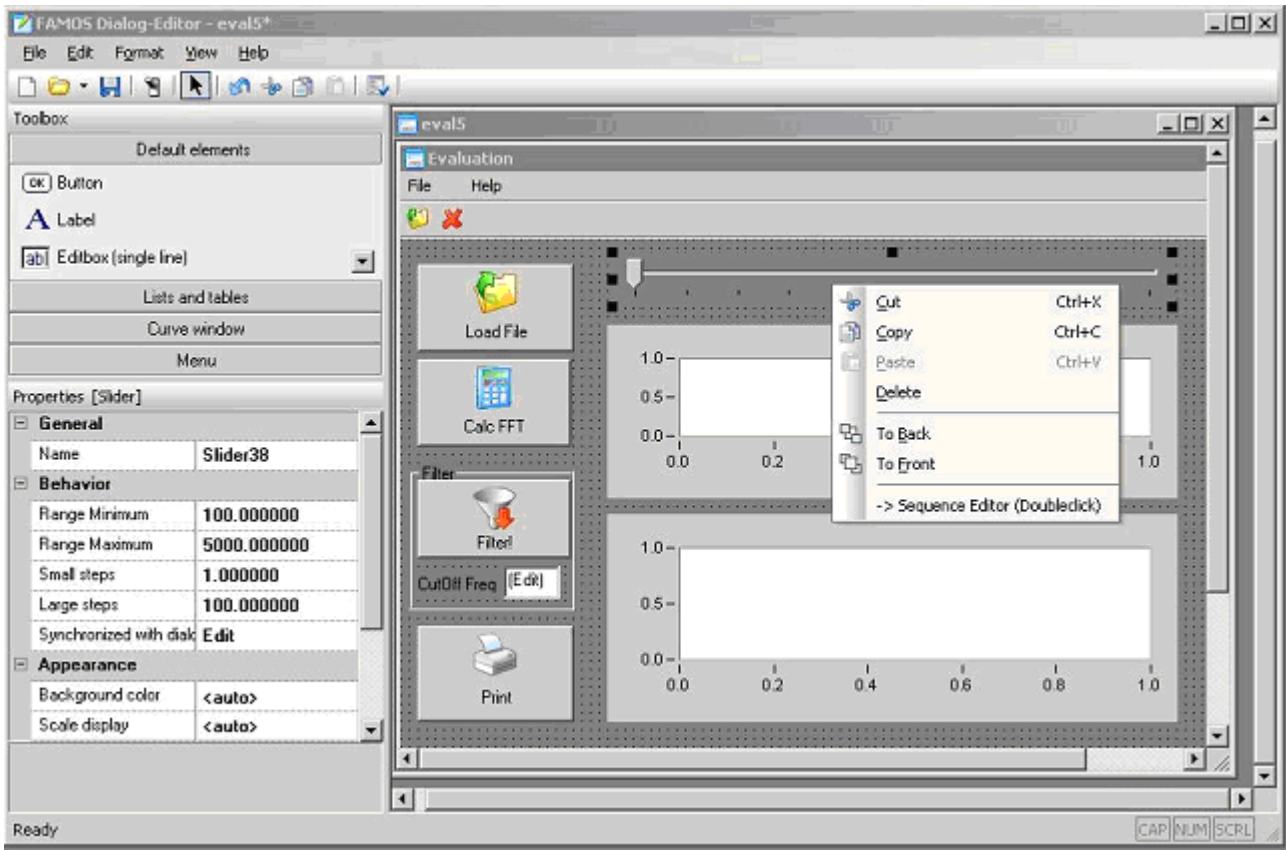 FAMOS Dialog-Editor - eval5*
File Edit Format View Help
Toolbox
Default elements
OK Button
A Label
ab Editbox (single line)
Lists and tables
Curve window
Menu
Properties [Slider]
General
Name Slider38
Behavior
Range Minimum 100.000000
Range Maximum 5000.000000
Small steps 1.000000
Large steps 100.000000
Synchronized with dial Edit
Appearance
Background color <auto>
Scale display <auto>
eval5
Evaluation
File Help
Load File
Calc FFT
Filter
Filter!
CutOff Freq (Edit)
Print
1.0
0.5
0.0
0.0 0.2 1.0
Cut Ctrl+X
Copy Ctrl+C
Paste Ctrl+V
Delete
To Back
To Front
-> Sequence Editor (Doubleclick)
1.0
0.5
0.0
0.0 0.2 0.4 0.6 0.8 1.0
Ready
CAP NUM SCRL